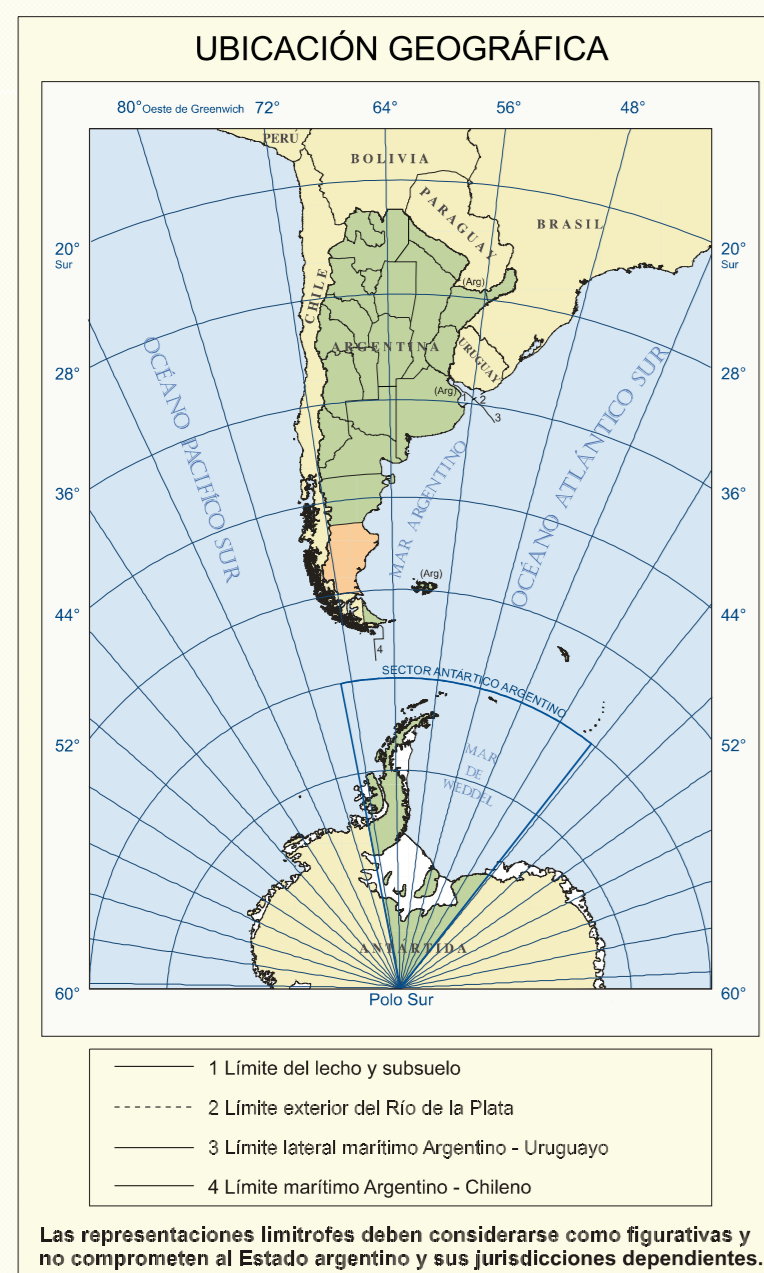 UBICACIÓN GEOGRÁFICA
80° Oeste de Greenwich 72° 64° 56° 48°
PERÚ
BOLIVIA
PARAGUAY
BRASIL
20°
Sur
20°
Sur
CHILE
(Arg)
ARGENTINA
URUGUAY
OCÉANO PACIFÍCO SUR
OCÉANO ATLÁNTICO SUR
28°
28°
(Arg)
1
2
3
MAR ARGENTINO
36°
36°
(Arg)
44°
44°
4
SECTOR ANTÁRTICO ARGENTINO
52°
52°
MAR
DE
WEDDEL
ANTÁRTIDA
60°
60°
Polo Sur
1 Límite del lecho y subsuelo
2 Límite exterior del Río de la Plata
3 Límite lateral marítimo Argentino - Uruguayo
4 Límite marítimo Argentino - Chileno
Las representaciones limitrofes deben considerarse como figurativas y
no comprometen al Estado argentino y sus jurisdicciones dependientes.